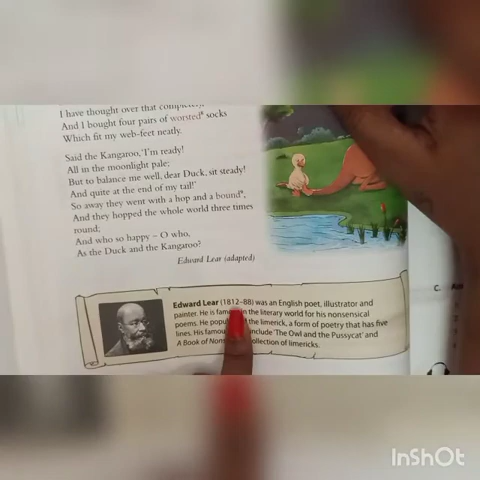 I have thought over that completely,
And I bought four pairs of worsted* socks
Which fit my web-feet neatly.
Said the Kangaroo,'I'm ready!
All in the moonlight pale;
But to balance me well, dear Duck, sit steady!
And quite at the end of my tail!'
So away they went with a hop and a bound*,
And they hopped the whole world three times
round;
And who so happy – O who,
As the Duck and the Kangaroo?
Edward Lear (adapted)
Edward Lear (1812–88) was an English poet, illustrator and
painter. He is in the literary world for his nonsensical
poems. He the limerick, a form of poetry that has five
lines. His include 'The Owl and the Pussycat' and
A Book of collection of limericks.
C.
InShOt